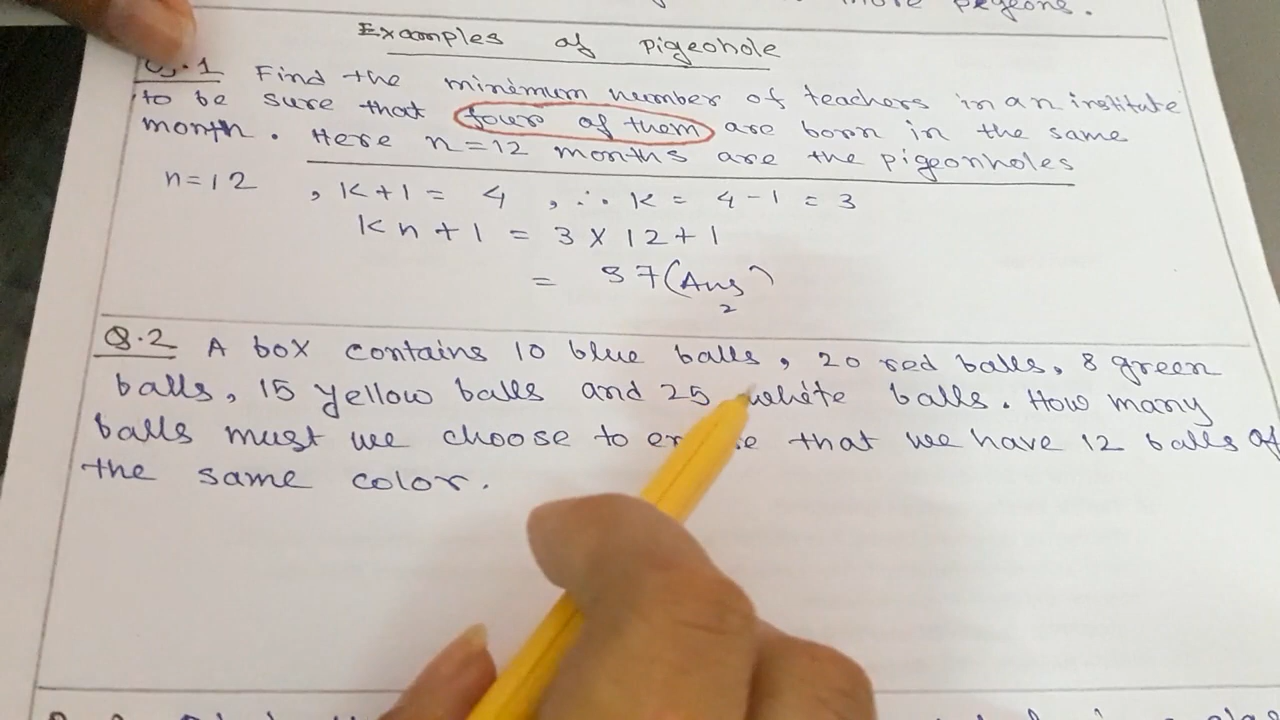 pegeons.
Examples of pigeohole
Q.1 Find the minimum number of teachers in an institute
to be sure that four of them are born in the same
month. Here n=12 months are the pigeonholes
n=12 , K+1 = 4 , ∴ K = 4-1 = 3
Kn+1 = 3 X 12+1
= 37 (Ans)
Q.2 A box contains 10 blue balls, 20 red balls, 8 green
balls, 15 yellow balls and 25 white balls. How many
balls must we choose to that we have 12 balls of
the same color.